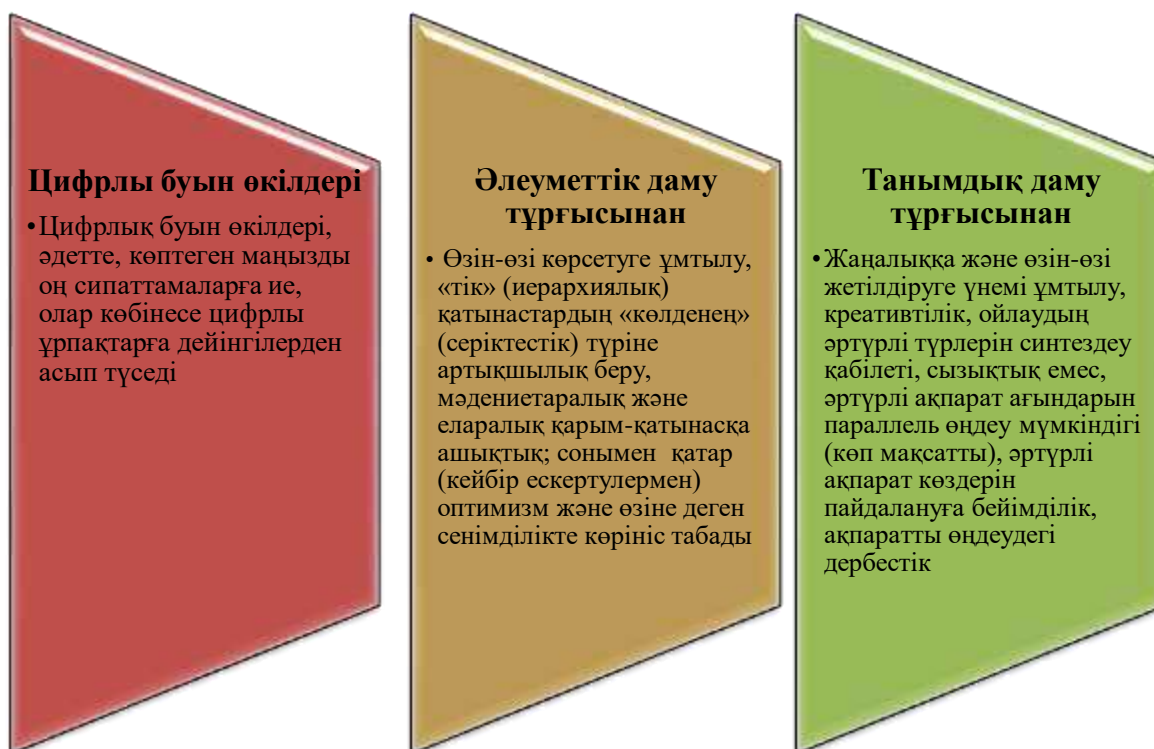 Цифрлы буын өкілдері
•Цифрлық буын өкілдері,
әдетте, көптеген маңызды
оң сипаттамаларға ие,
олар көбінесе цифрлы
ұрпақтарға дейінгілерден
асып түседі
Әлеуметтік даму
тұрғысынан
• Өзін-өзі көрсетуге ұмтылу,
«тік» (иерархиялық)
қатынастардың «көлденең»
(серіктестік) түріне
артықшылық беру,
мәдениетаралық және
еларалық қарым-қатынасқа
ашықтық; сонымен қатар
(кейбір ескертулермен)
оптимизм және өзіне деген
сенімділікте көрініс табады
Танымдық даму
тұрғысынан
•Жаңалыққа және өзін-өзі
жетілдіруге үнемі ұмтылу,
креативтілік, ойлаудың
әртүрлі түрлерін синтездеу
қабілеті, сызықтық емес,
әртүрлі ақпарат ағындарын
параллель өңдеу мүмкіндігі
(көп мақсатты), әртүрлі
ақпарат көздерін
пайдалануға бейімділік,
ақпаратты өңдеудегі
дербестік